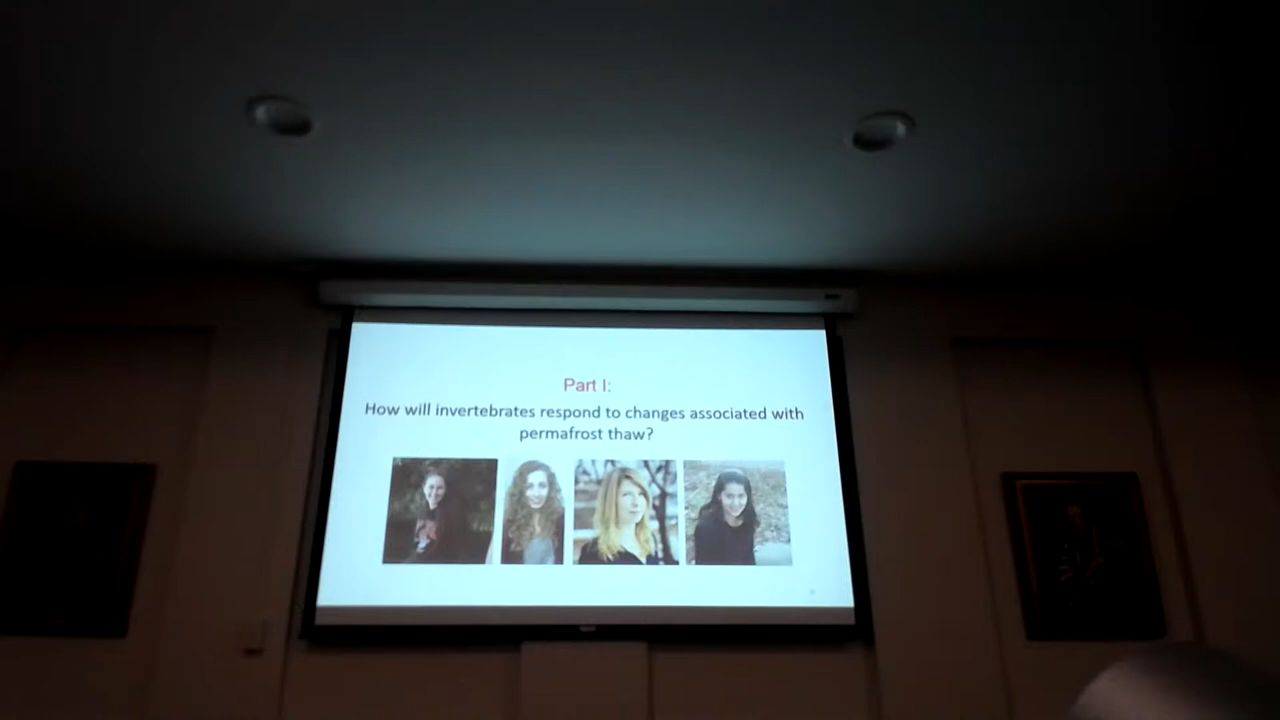 Part I:
How will invertebrates respond to changes associated with
permafrost thaw?